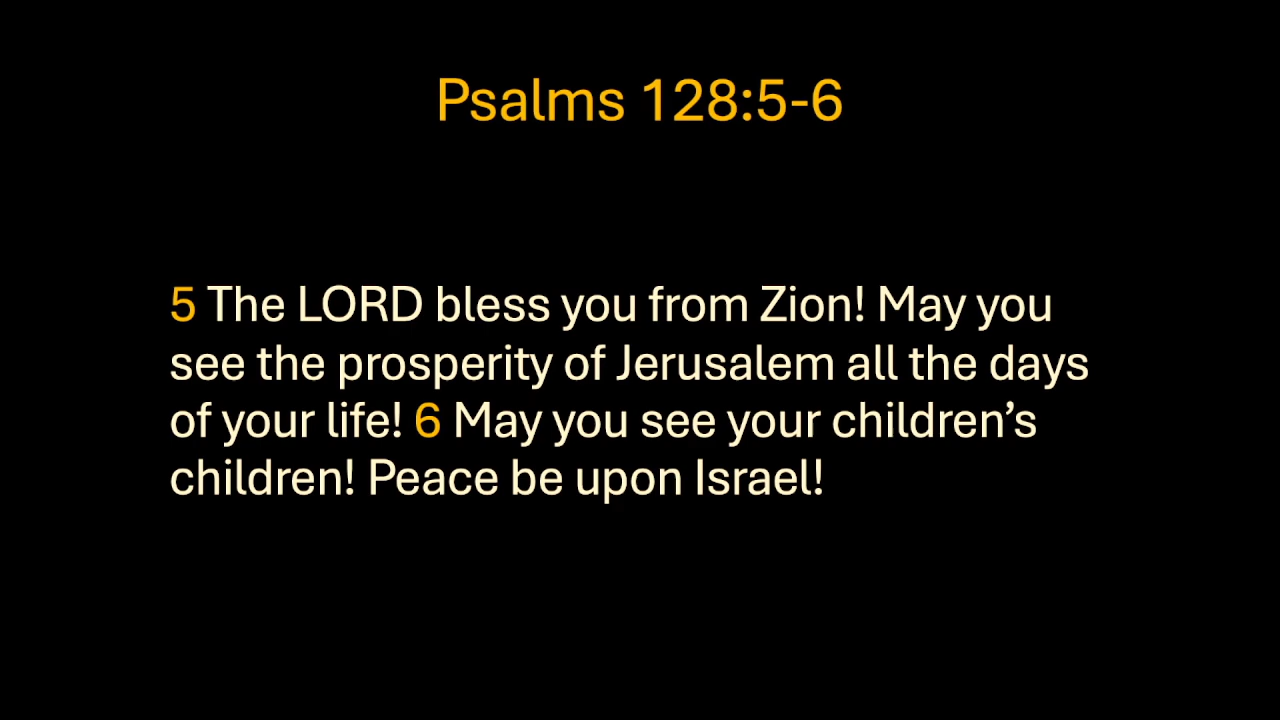 Psalms 128:5-6
5 The LORD bless you from Zion! May you
see the prosperity of Jerusalem all the days
of your life! 6 May you see your children’s
children! Peace be upon Israel!